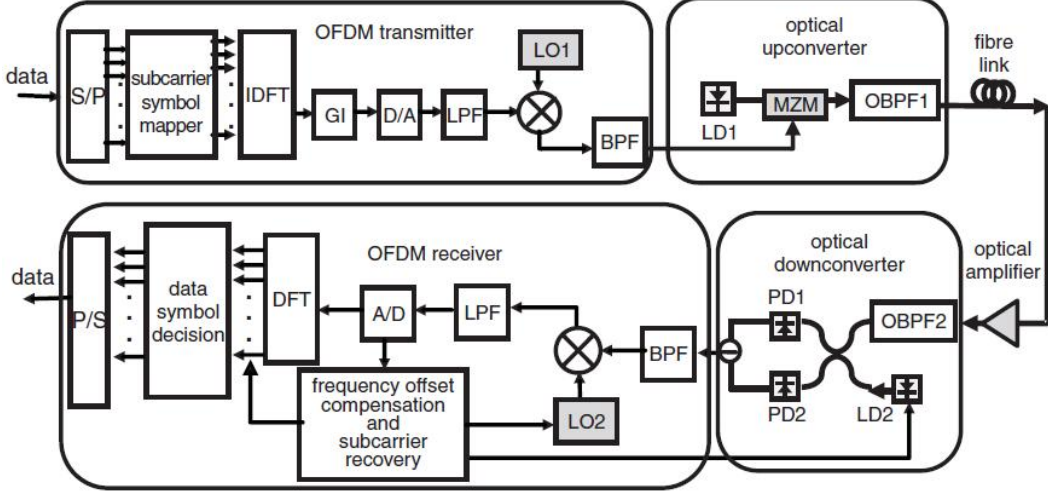 OFDM transmitter
data
S/P
subcarrier
symbol
mapper
IDFT
GI
D/A
LPF
LO1
BPF
optical
upconverter
LD1
MZM
OBPF1
fibre
link
optical
amplifier
optical
downconverter
OBPF2
PD1
PD2
LD2
OFDM receiver
BPF
LO2
LPF
A/D
frequency offset
compensation
and
subcarrier
recovery
DFT
data
symbol
decision
P/S
data